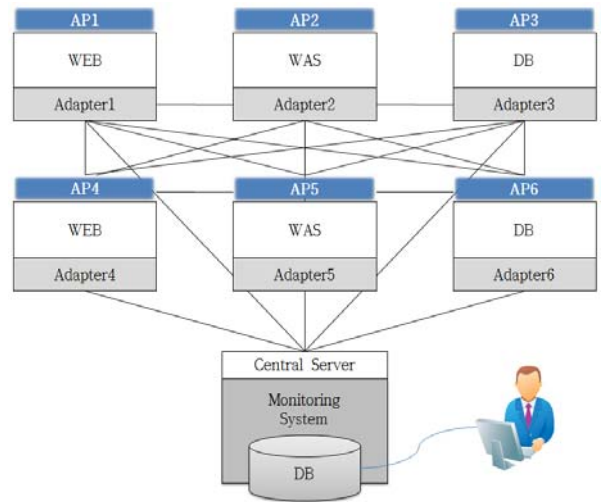 AP1
AP2
AP3
WEB
WAS
DB
Adapter1
Adapter2
Adapter3
AP4
AP5
AP6
WEB
WAS
DB
Adapter4
Adapter5
Adapter6
Central Server
Monitoring
System
DB